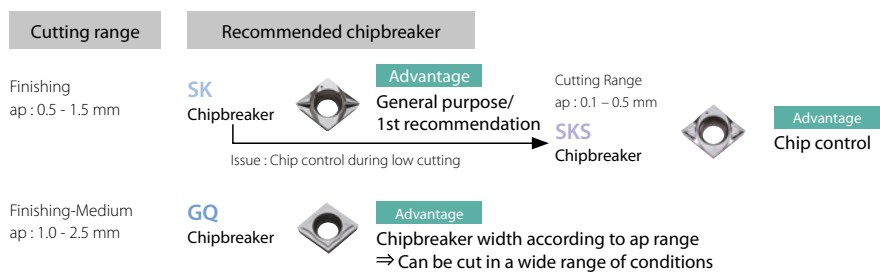 Cutting range
Recommended chipbreaker
Finishing
ap : 0.5 - 1.5 mm
SK
Chipbreaker
Advantage
General purpose/
1st recommendation
Issue : Chip control during low cutting
Cutting Range
ap : 0.1 – 0.5 mm
SKS
Chipbreaker
Advantage
Chip control
Finishing-Medium
ap : 1.0 - 2.5 mm
GQ
Chipbreaker
Advantage
Chipbreaker width according to ap range
⇒ Can be cut in a wide range of conditions